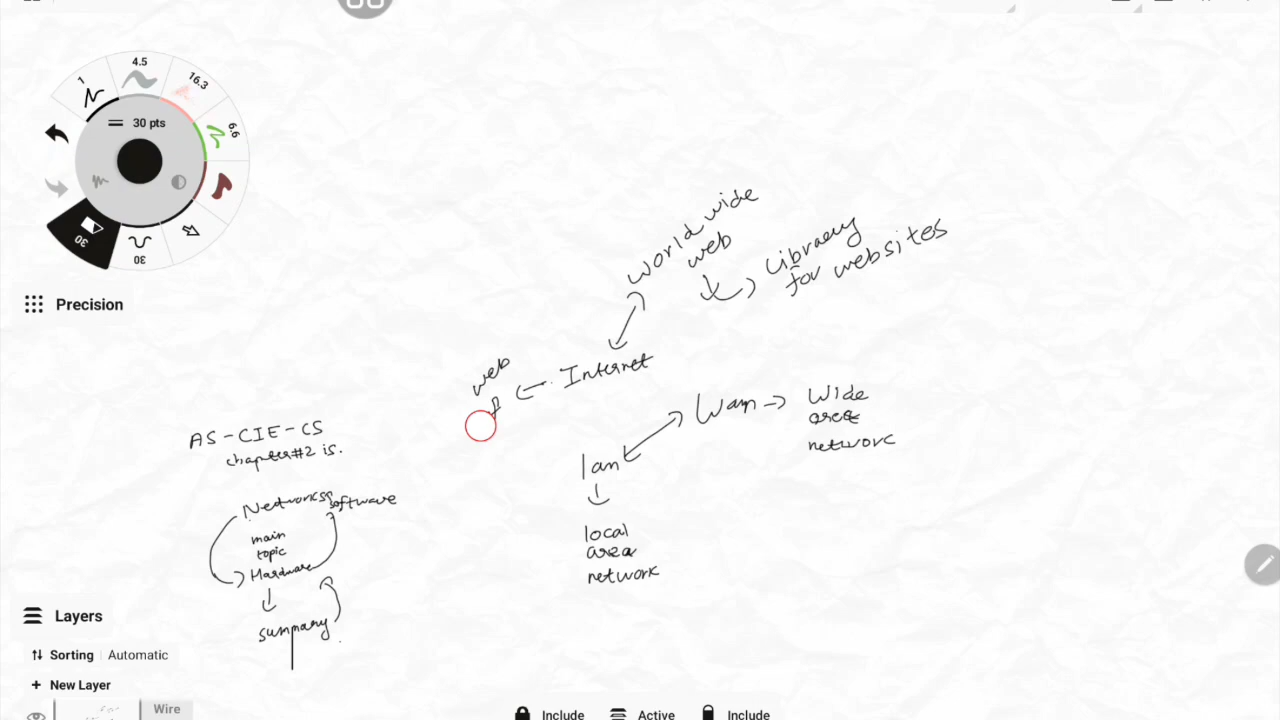 4.5
1
16.3
6.6
30 pts
30
30
Precision
World wide
web
Library
for websites
Internet
web
Wan
Wide
area
network
lan
local
area
network
AS-CIE-CS
chapter#2 is.
software
main
topic
Hardware
summary
Layers
Sorting
Automatic
+ New Layer
Wire
Include
Active
Include